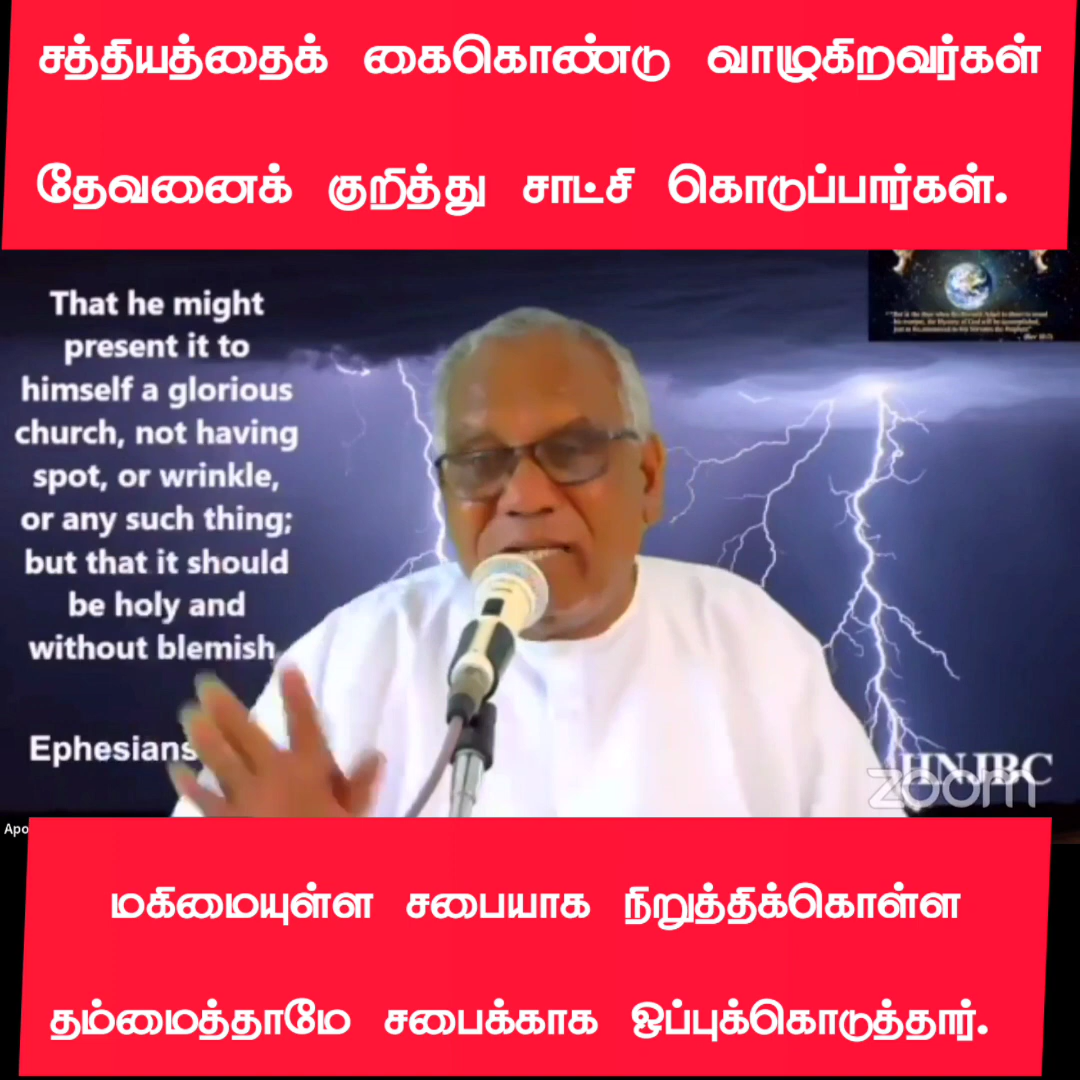 சத்தியத்தைக் கைகொண்டு வாழுகிறவர்கள்
தேவனைக் குறித்து சாட்சி கொடுப்பார்கள்.
That he might
present it to
himself a glorious
church, not having
spot, or wrinkle,
or any such thing;
but that it should
be holy and
without blemish
Ephesians
HNJBC
zoom
Apo
மகிமையுள்ள சபையாக நிறுத்திக்கொள்ள
தம்மைத்தாமே சபைக்காக ஒப்புக்கொடுத்தார்.